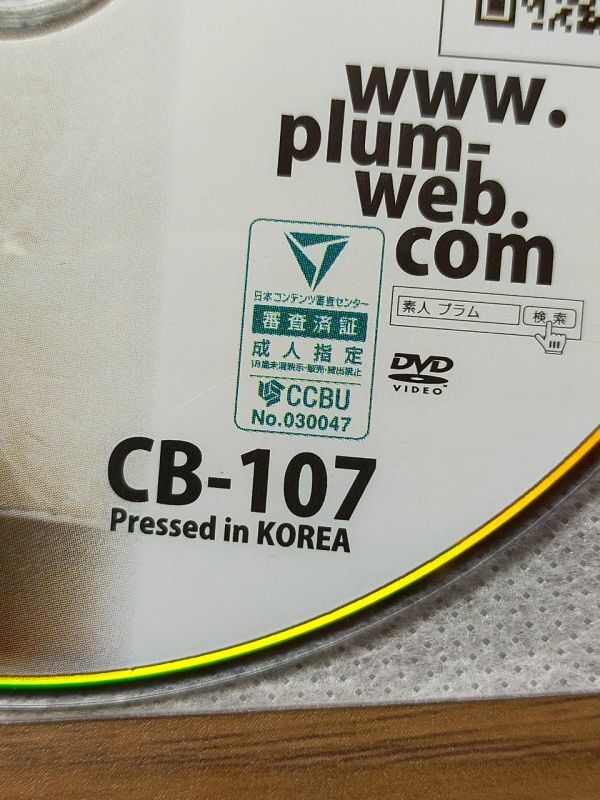 www.
plum-
web.
com
日本コンテンツ審査センター
審査済証
成人指定
18歳未満展示・販売・貸出禁止
CCBU
No.030047
素人 プラム
検索
DVD
VIDEO
CB-107
Pressed in KOREA